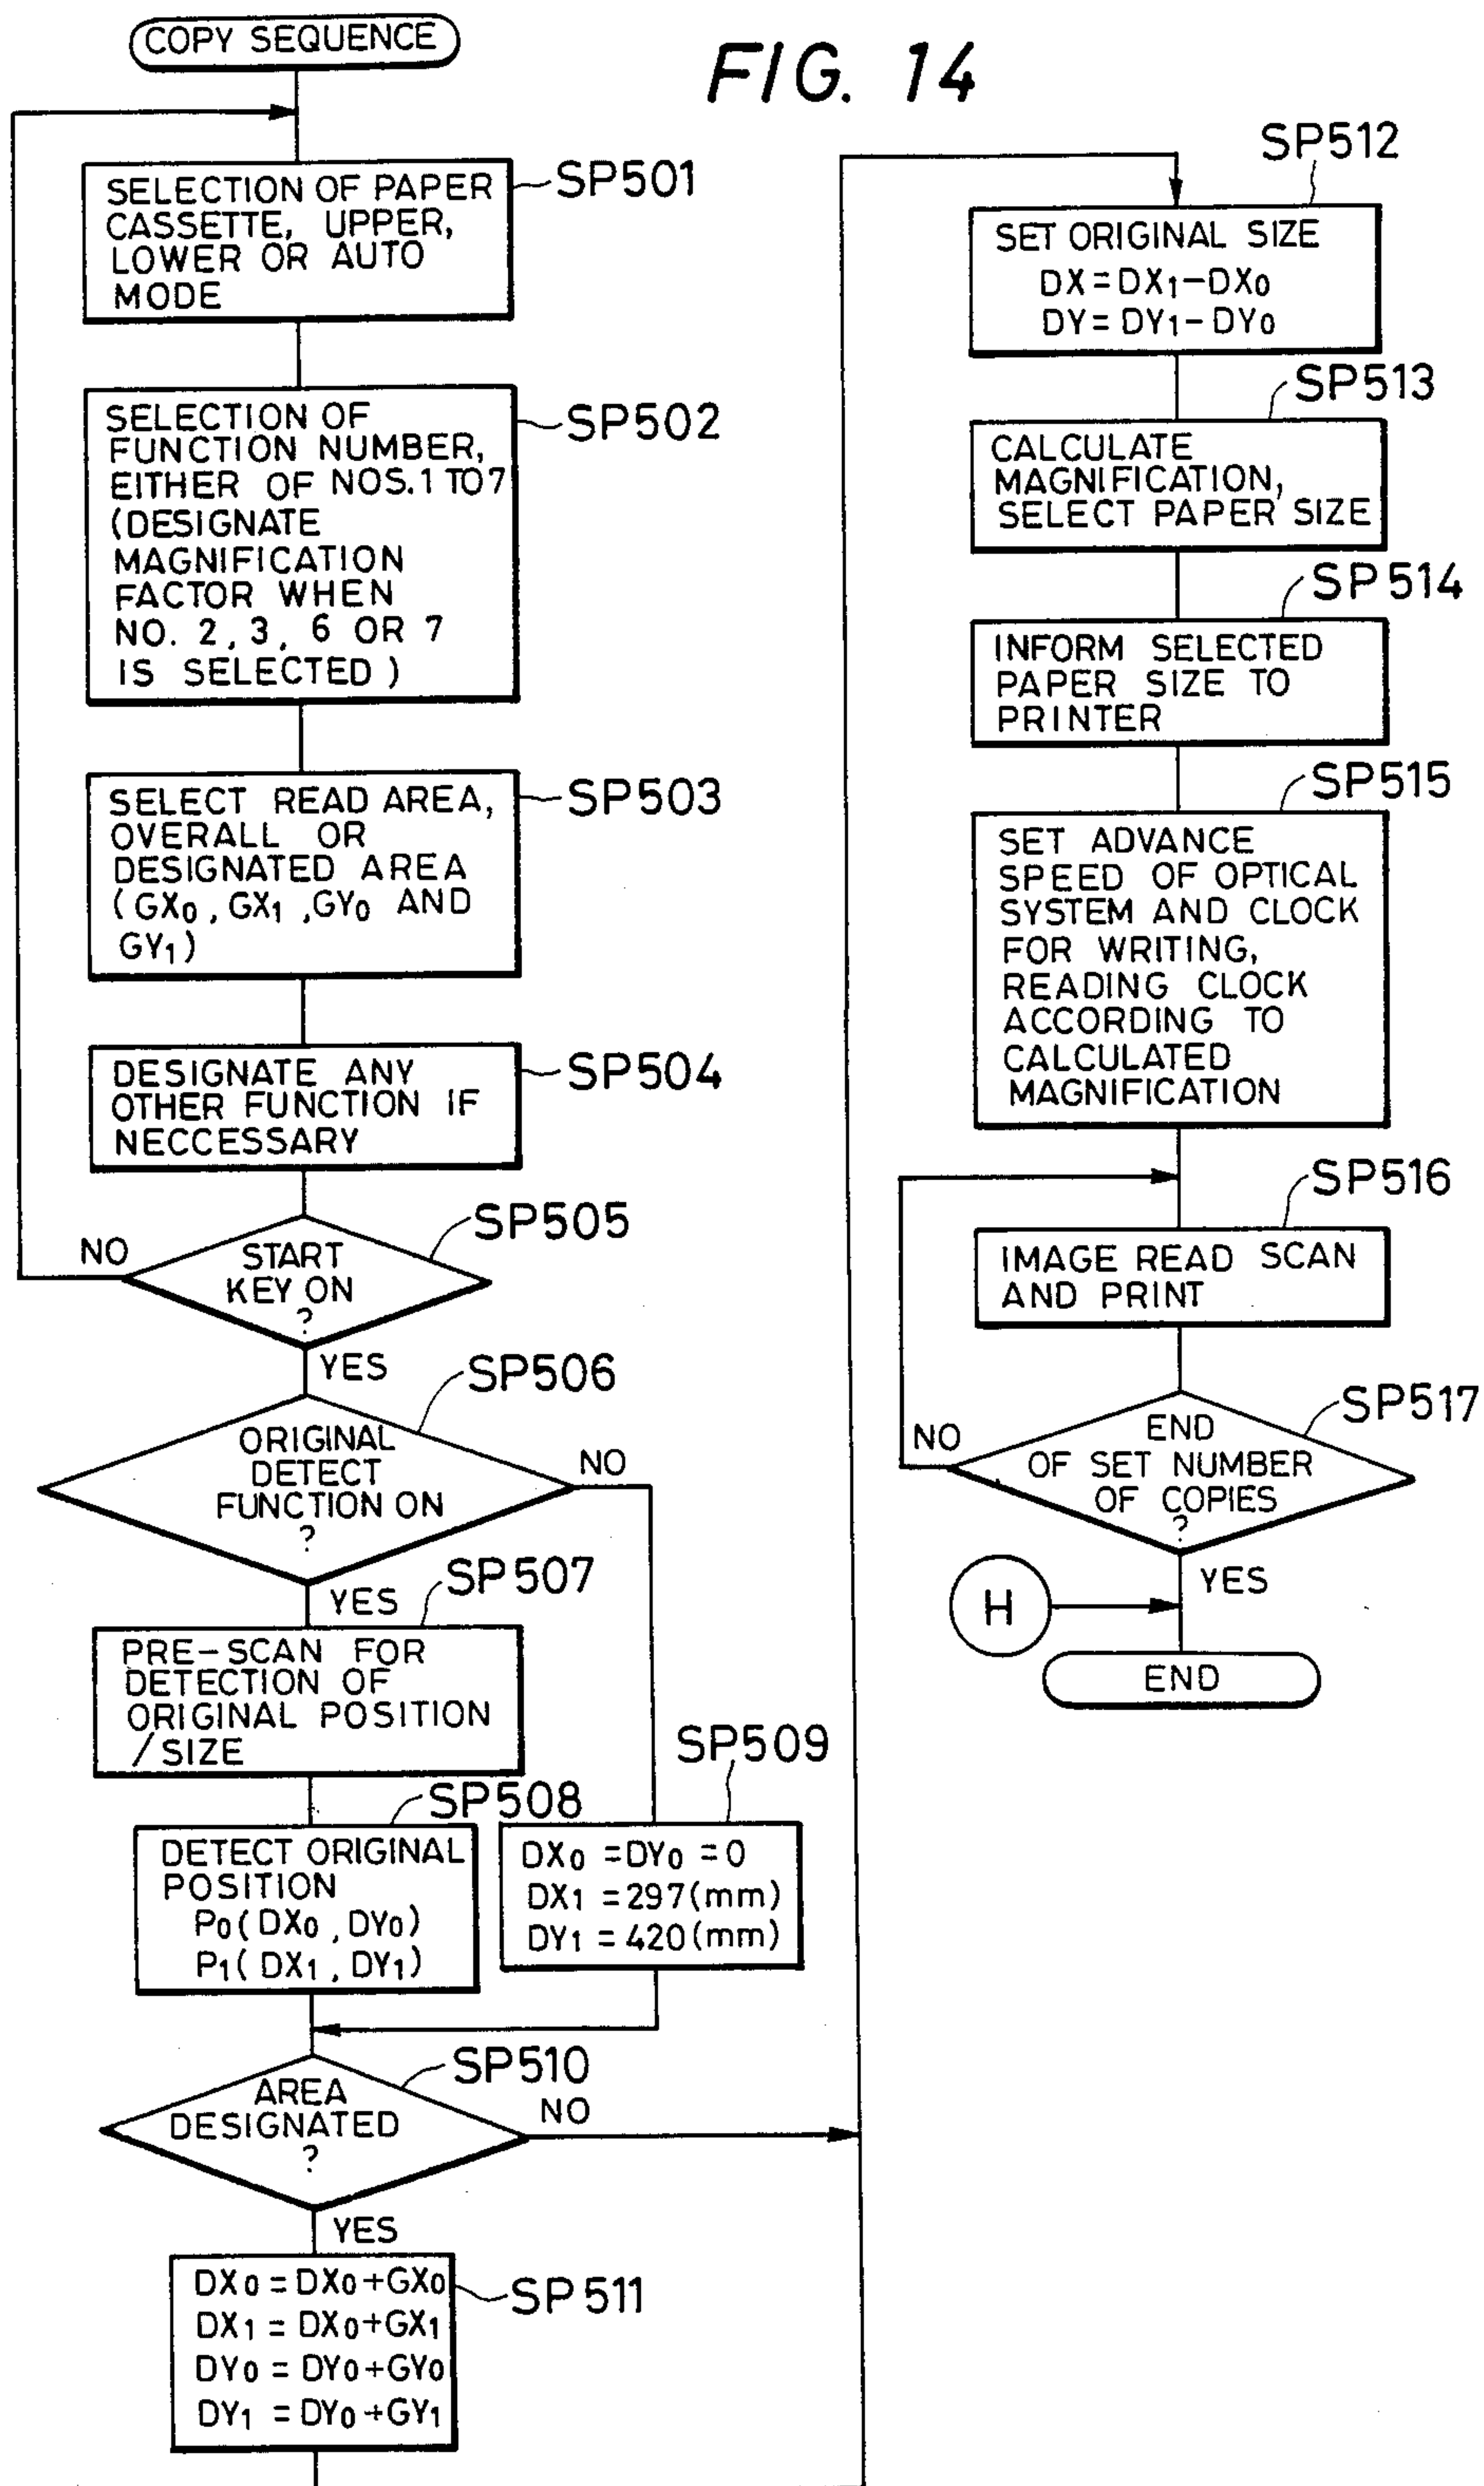 COPY SEQUENCE
FIG. 14
SELECTION OF PAPER
CASSETTE, UPPER,
LOWER OR AUTO
MODE
SP501
SELECTION OF
FUNCTION NUMBER,
EITHER OF NOS.1 TO7
(DESIGNATE
MAGNIFICATION
FACTOR WHEN
NO. 2, 3, 6 OR 7
IS SELECTED)
SP502
SELECT READ AREA,
OVERALL OR
DESIGNATED AREA
(GX0, GX1, GY0 AND
GY1)
SP503
DESIGNATE ANY
OTHER FUNCTION IF
NECCESSARY
SP504
START
KEY ON
?
SP505
NO
YES
ORIGINAL
DETECT
FUNCTION ON
?
SP506
NO
YES
PRE-SCAN FOR
DETECTION OF
ORIGINAL POSITION
/SIZE
SP507
DETECT ORIGINAL
POSITION
P0(DX0, DY0)
P1(DX1, DY1)
SP508
DX0 = DY0 = 0
DX1 = 297(mm)
DY1 = 420(mm)
SP509
AREA
DESIGNATED
?
SP510
NO
YES
DX0 = DX0+GX0
DX1 = DX0+GX1
DY0 = DY0+GY0
DY1 = DY0+GY1
SP511
SET ORIGINAL SIZE
DX = DX1-DX0
DY = DY1-DY0
SP512
CALCULATE
MAGNIFICATION,
SELECT PAPER SIZE
SP513
INFORM SELECTED
PAPER SIZE TO
PRINTER
SP514
SET ADVANCE
SPEED OF OPTICAL
SYSTEM AND CLOCK
FOR WRITING,
READING CLOCK
ACCORDING TO
CALCULATED
MAGNIFICATION
SP515
IMAGE READ SCAN
AND PRINT
SP516
END
OF SET NUMBER
OF COPIES
?
SP517
NO
YES
H
END